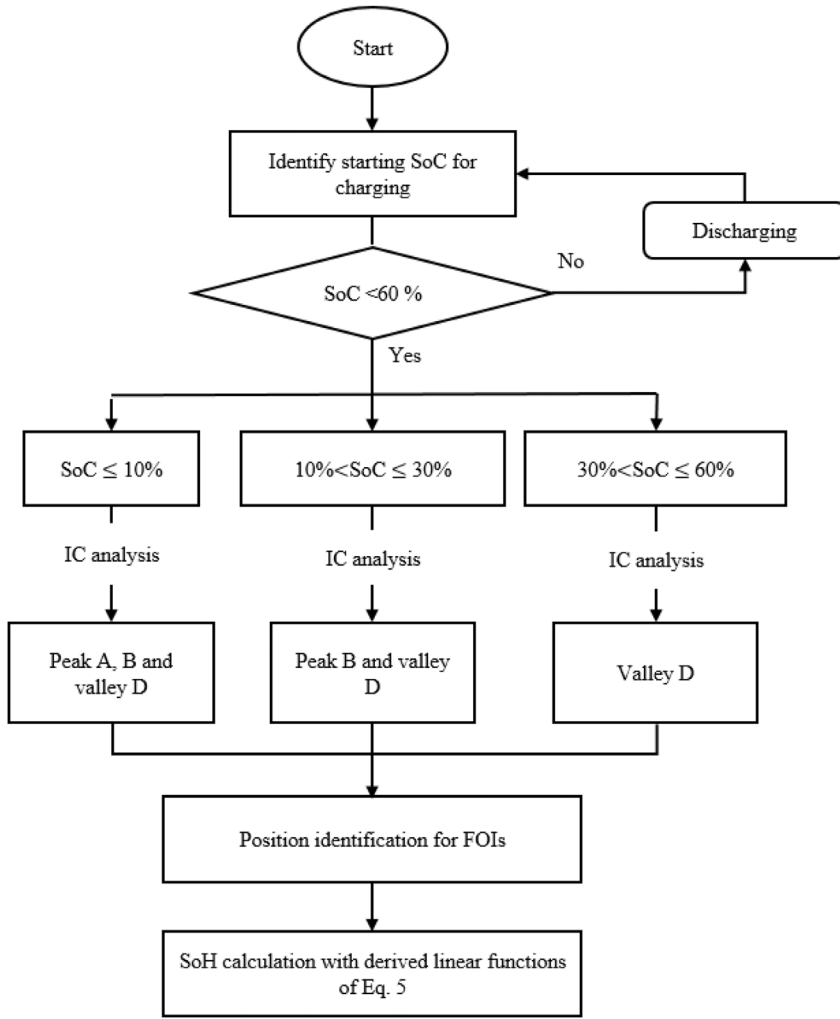 Start
Identify starting SoC for
charging
Discharging
No
SoC <60 %
Yes
SoC ≤ 10%
10%<SoC ≤ 30%
30%<SoC ≤ 60%
IC analysis
IC analysis
IC analysis
Peak A, B and
valley D
Peak B and valley
D
Valley D
Position identification for FOIs
SoH calculation with derived linear functions
of Eq. 5